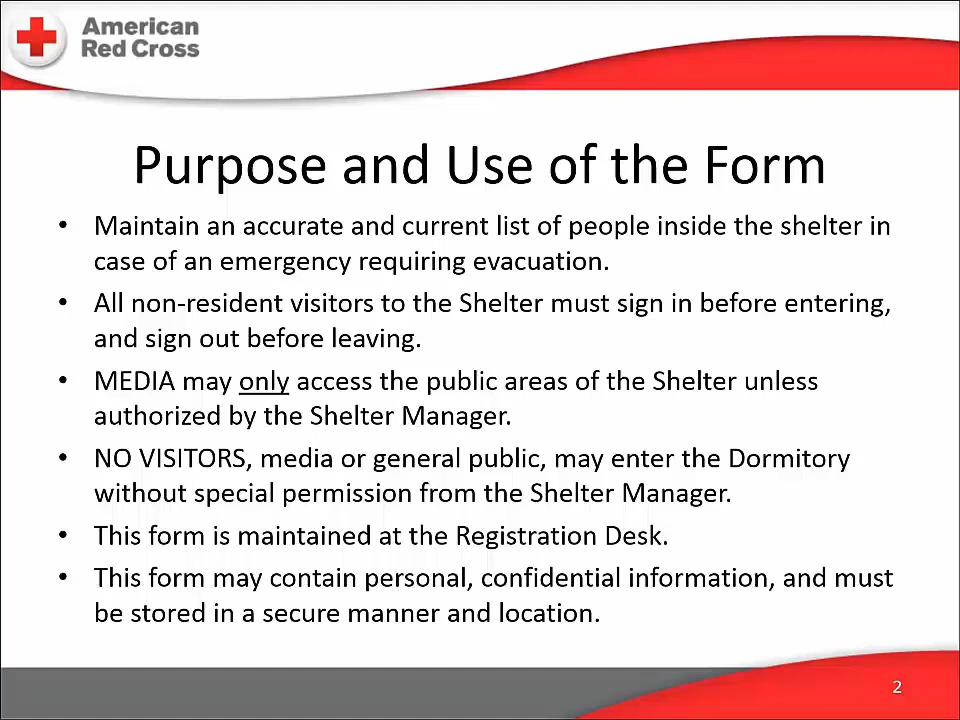 American
Red Cross
Purpose and Use of the Form
• Maintain an accurate and current list of people inside the shelter in
case of an emergency requiring evacuation.
• All non-resident visitors to the Shelter must sign in before entering,
and sign out before leaving.
• MEDIA may only access the public areas of the Shelter unless
authorized by the Shelter Manager.
• NO VISITORS, media or general public, may enter the Dormitory
without special permission from the Shelter Manager.
• This form is maintained at the Registration Desk.
• This form may contain personal, confidential information, and must
be stored in a secure manner and location.
2